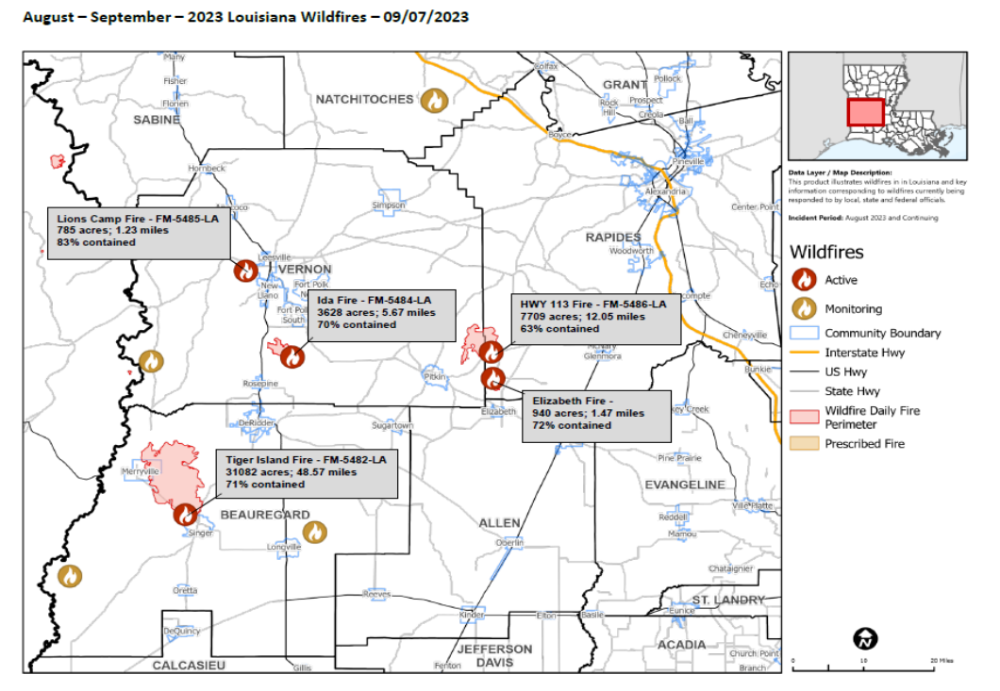 August – September – 2023 Louisiana Wildfires – 09/07/2023
Many
Fisher
Florien
SABINE
NATCHITOCHES
Colfax
GRANT
Pollock
Rock
Hill
Prospect
Creola
Ball
Boyce
Pineville
Hornbeck
Alexandria
Simpson
Center Point
Lions Camp Fire - FM-5485-LA
785 acres; 1.23 miles
83% contained
RAPIDES
Woodworth
Leesville
VERNON
New
Llano
Fort Polk
Fort Pol
South
Echo
Ida Fire - FM-5484-LA
3628 acres; 5.67 miles
70% contained
HWY 113 Fire - FM-5486-LA
7709 acres; 12.05 miles
63% contained
compte
Cheneyville
McNary
Glenmora
Bunkie
Pitkin
Rosepine
Elizabeth Fire -
940 acres; 1.47 miles
72% contained
Elizabeth
ey Creek
DeRidder
Sugartown
Tiger Island Fire - FM-5482-LA
31082 acres; 48.57 miles
71% contained
Merryville
Pine Prairie
EVANGELINE
Ville Platte
BEAUREGARD
Singer
Longville
ALLEN
Oberlin
Reddell
Mamou
Chataignier
Oretta
Reeves
ST. LANDRY
Kinder
Elton
Basile
Eunice
DeQuincy
CALCASIEU
Gillis
JEFFERSON
DAVIS
Fenton
ACADIA
Church Point
Branch
Data Layer / Map Description:
This product illustrates wildfires in in Louisiana and key
information corresponding to wildfires currently being
responded to by local, state and federal officials.
Incident Period: August 2023 and Continuing
Wildfires
Active
Monitoring
Community Boundary
Interstate Hwy
US Hwy
State Hwy
Wildfire Daily Fire
Perimeter
Prescribed Fire
N
0 10 20 Miles